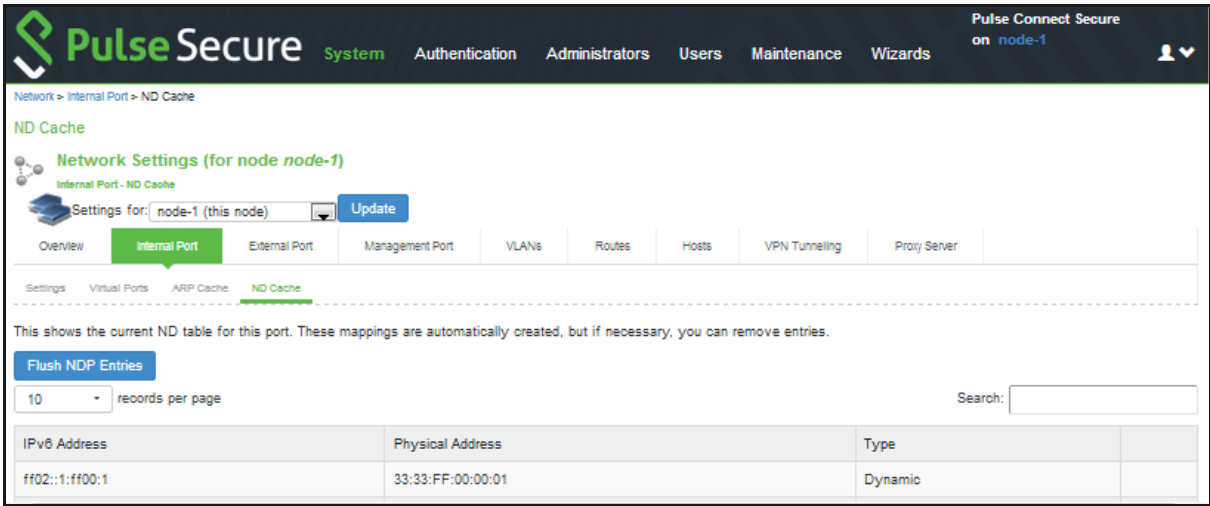 Pulse Secure System Authentication Administrators Users Maintenance Wizards Pulse Connect Secure
on node-1
Network > Internal Port > ND Cache
ND Cache
Network Settings (for node node-1)
Internal Port - ND Cache
Settings for: node-1 (this node) Update
Overview Internal Port External Port Management Port VLANs Routes Hosts VPN Tunneling Proxy Server
Settings Virtual Ports ARP Cache ND Cache
This shows the current ND table for this port. These mappings are automatically created, but if necessary, you can remove entries.
Flush NDP Entries
10 records per page Search:
IPv6 Address Physical Address Type
ff02::1:ff00:1 33:33:FF:00:00:01 Dynamic